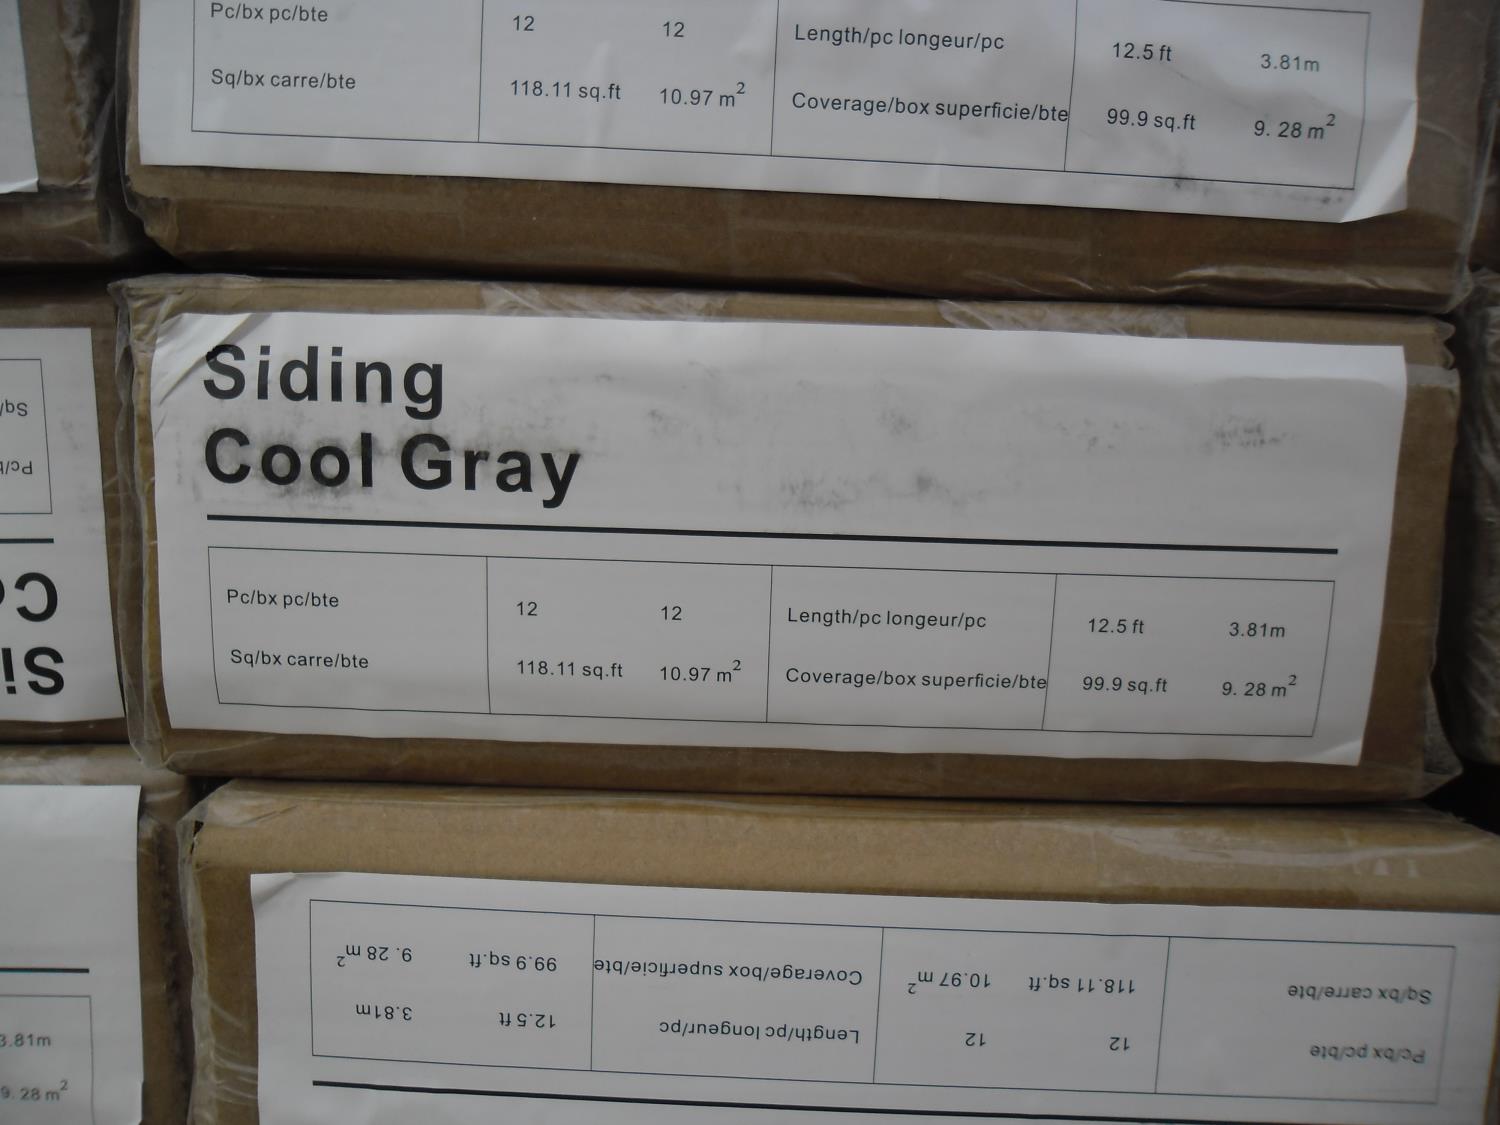 Pc/bx pc/bte 12 12 Length/pc longeur/pc 12.5 ft 3.81m
Sq/bx carre/bte 118.11 sq.ft 10.97 m² Coverage/box superficie/bte 99.9 sq.ft 9. 28 m²
Siding
Cool Gray
Pc/bx pc/bte 12 12 Length/pc longeur/pc 12.5 ft 3.81m
Sq/bx carre/bte 118.11 sq.ft 10.97 m² Coverage/box superficie/bte 99.9 sq.ft 9. 28 m²
Pc/bx pc/bte 12 12 Length/pc longeur/pc 12.5 ft 3.81m
Sq/bx carre/bte 118.11 sq.ft 10.97 m² Coverage/box superficie/bte 99.9 sq.ft 9. 28 m²
3.81m
9. 28 m²